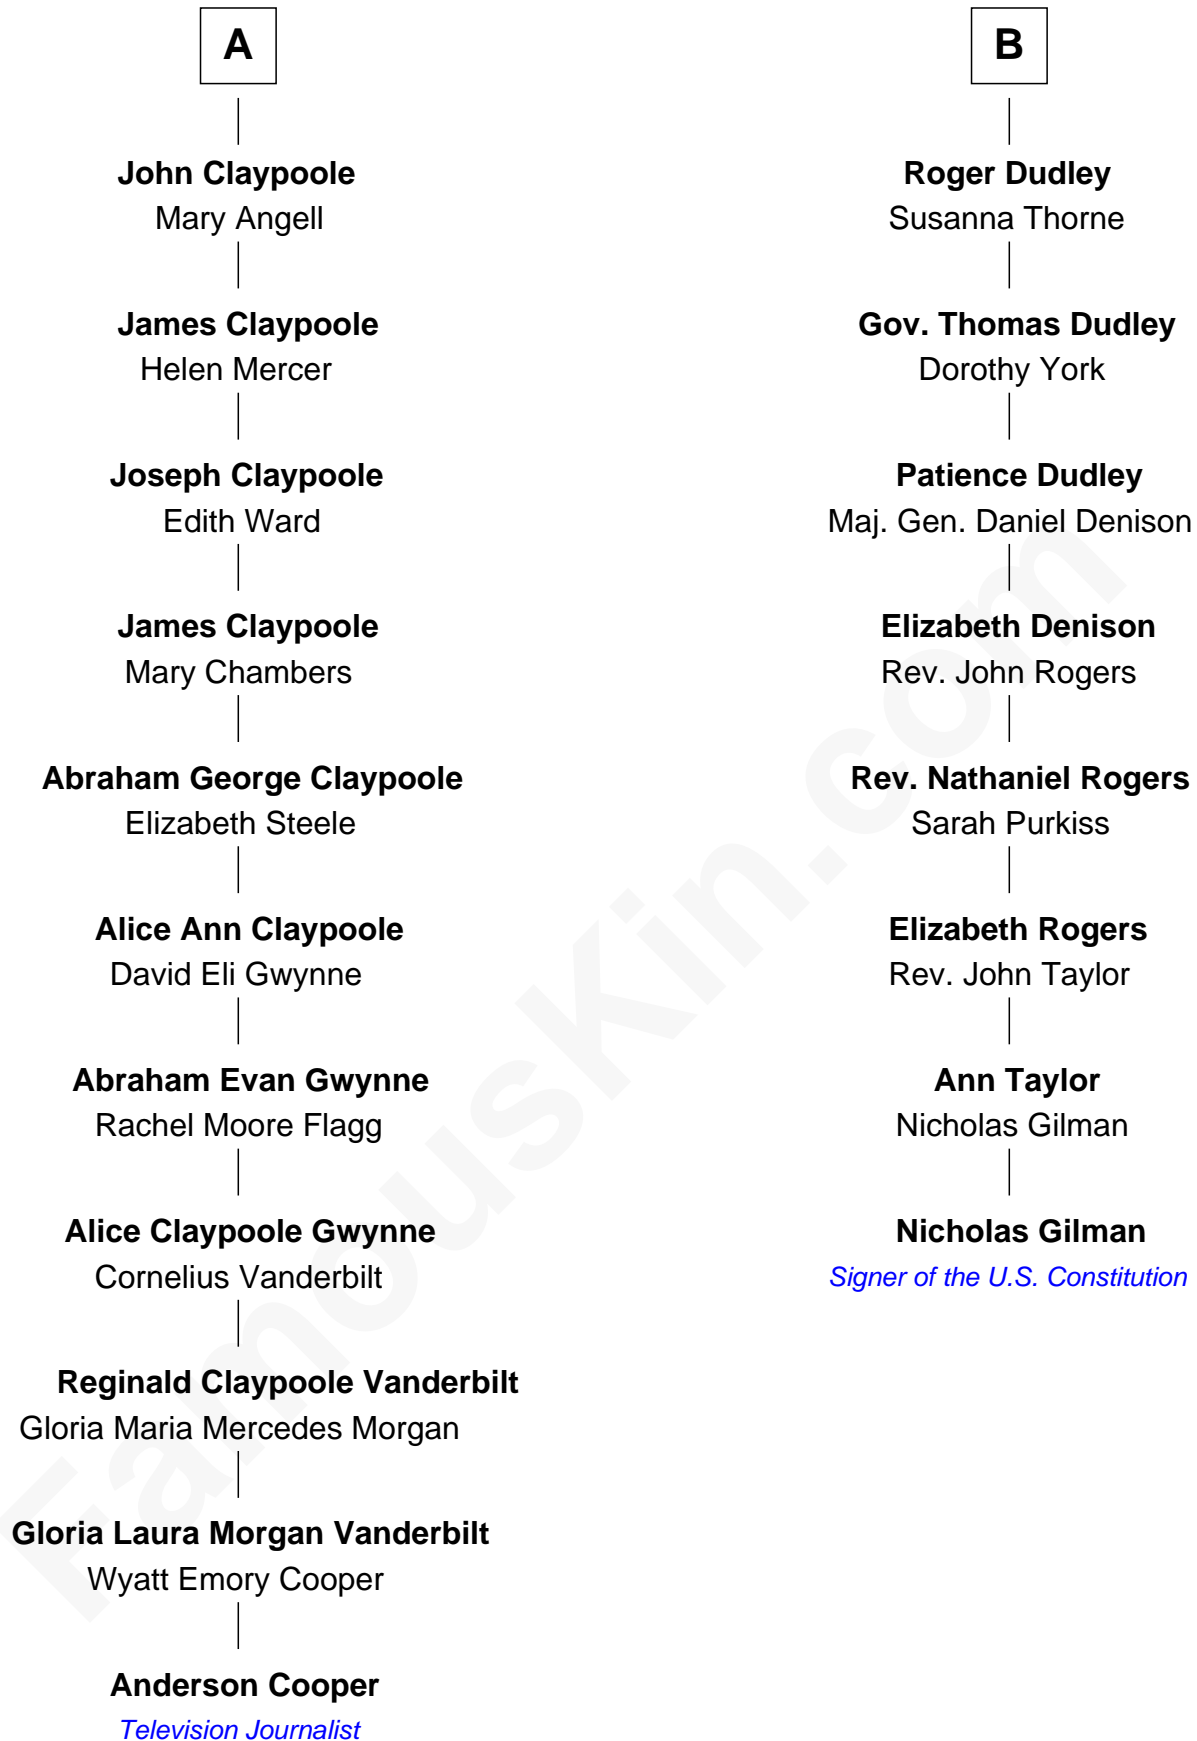 A
John Claypoole
Mary Angell
James Claypoole
Helen Mercer
Joseph Claypoole
Edith Ward
James Claypoole
Mary Chambers
Abraham George Claypoole
Elizabeth Steele
Alice Ann Claypoole
David Eli Gwynne
Abraham Evan Gwynne
Rachel Moore Flagg
Alice Claypoole Gwynne
Cornelius Vanderbilt
Reginald Claypoole Vanderbilt
Gloria Maria Mercedes Morgan
Gloria Laura Morgan Vanderbilt
Wyatt Emory Cooper
Anderson Cooper
Television Journalist
B
Roger Dudley
Susanna Thorne
Gov. Thomas Dudley
Dorothy York
Patience Dudley
Maj. Gen. Daniel Denison
Elizabeth Denison
Rev. John Rogers
Rev. Nathaniel Rogers
Sarah Purkiss
Elizabeth Rogers
Rev. John Taylor
Ann Taylor
Nicholas Gilman
Nicholas Gilman
Signer of the U.S. Constitution
FamousKin.com